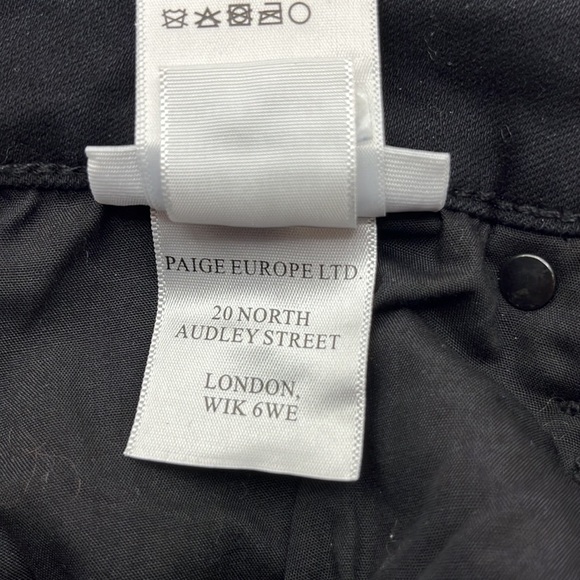 PAIGE EUROPE LTD.
20 NORTH
AUDLEY STREET
LONDON,
WIK 6WE